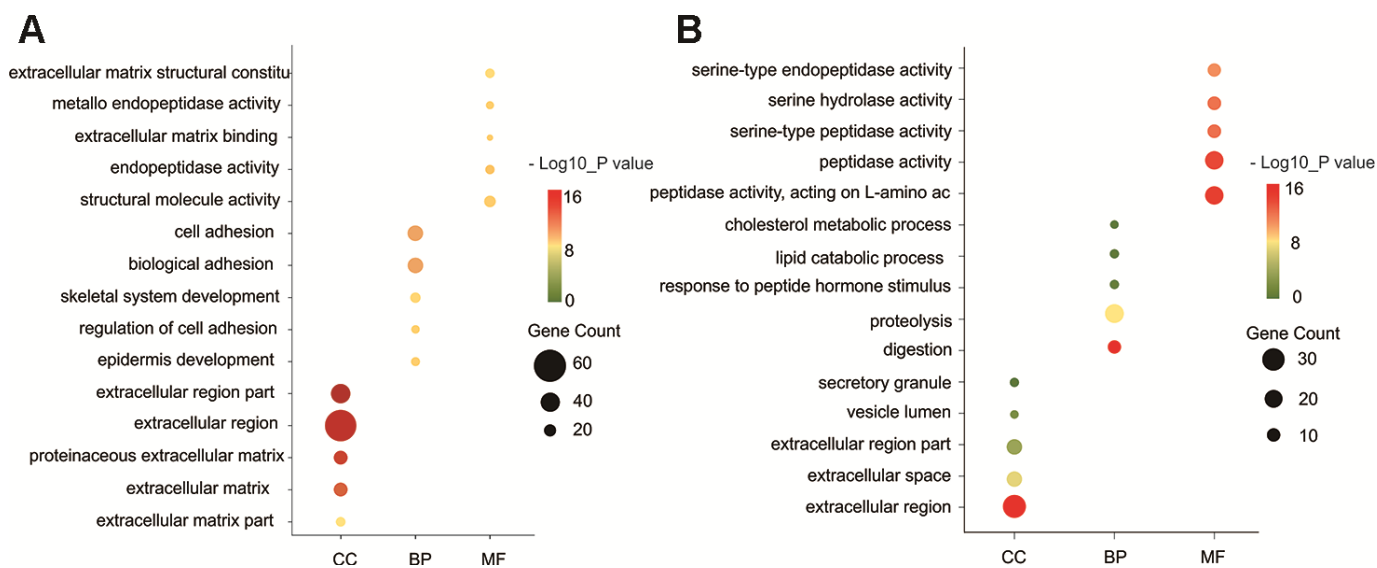 A
extracellular matrix structural constitu
metallo endopeptidase activity
extracellular matrix binding
endopeptidase activity
structural molecule activity
cell adhesion
biological adhesion
skeletal system development
regulation of cell adhesion
epidermis development
extracellular region part
extracellular region
proteinaceous extracellular matrix
extracellular matrix
extracellular matrix part
CC BP MF
- Log10_P value
16
8
0
Gene Count
60
40
20
B
serine-type endopeptidase activity
serine hydrolase activity
serine-type peptidase activity
peptidase activity
peptidase activity, acting on L-amino ac
cholesterol metabolic process
lipid catabolic process
response to peptide hormone stimulus
proteolysis
digestion
secretory granule
vesicle lumen
extracellular region part
extracellular space
extracellular region
CC BP MF
- Log10_P value
16
8
0
Gene Count
30
20
10